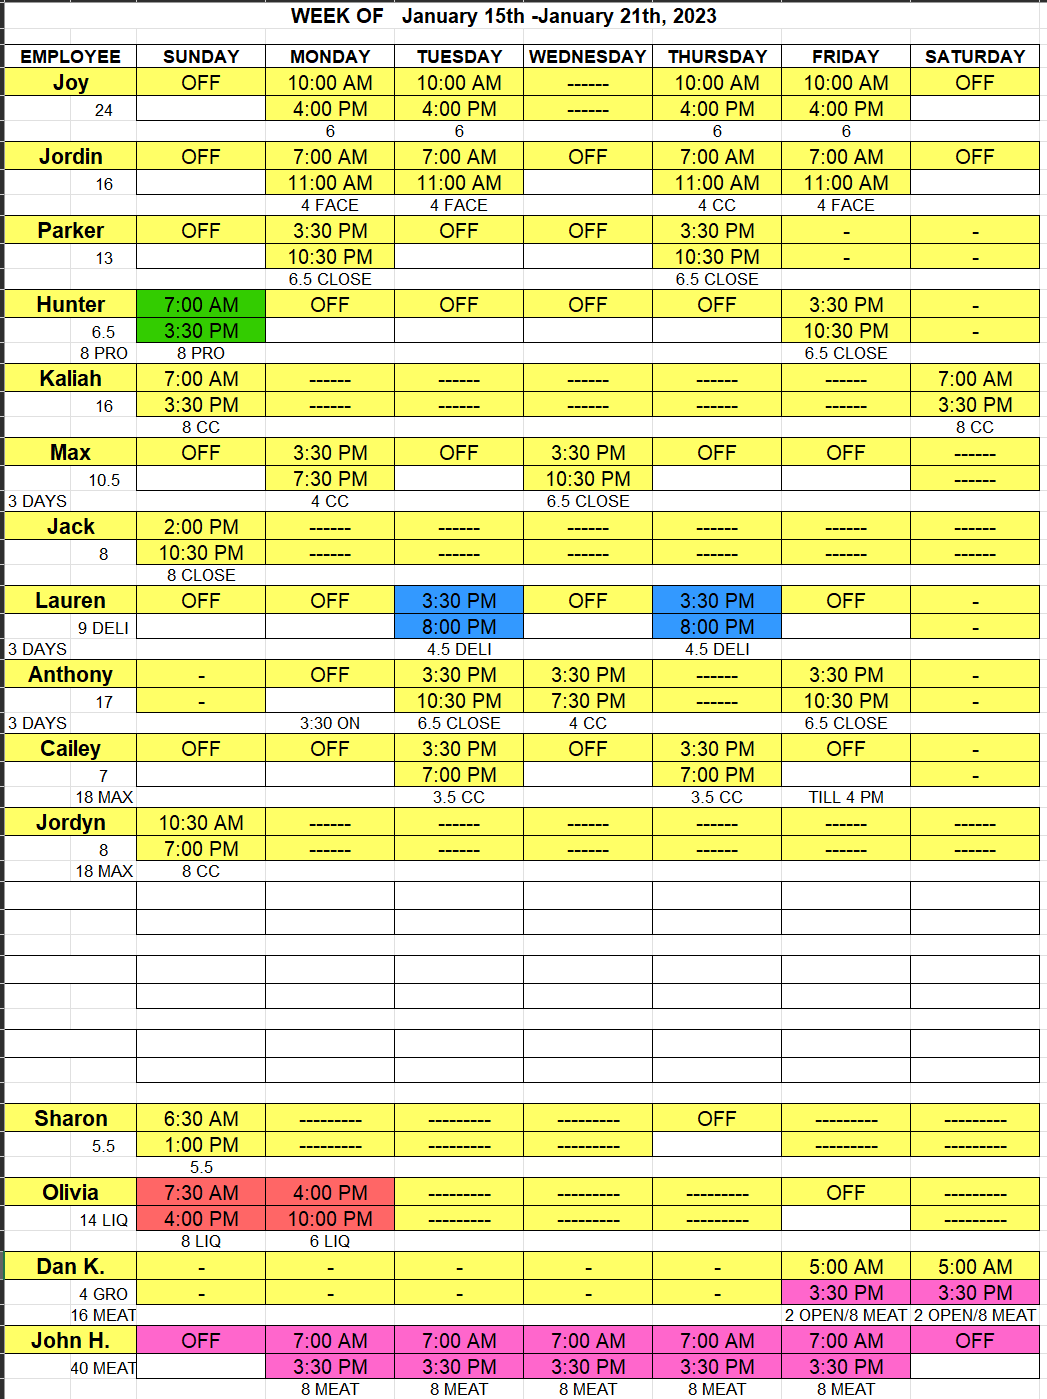 WEEK OF January 15th -January 21th, 2023
EMPLOYEE SUNDAY MONDAY TUESDAY WEDNESDAY THURSDAY FRIDAY SATURDAY
Joy OFF 10:00 AM 10:00 AM ------ 10:00 AM 10:00 AM OFF
24 4:00 PM 4:00 PM ------ 4:00 PM 4:00 PM
6 6 6 6
Jordin OFF 7:00 AM 7:00 AM OFF 7:00 AM 7:00 AM OFF
16 11:00 AM 11:00 AM 11:00 AM 11:00 AM
4 FACE 4 FACE 4 CC 4 FACE
Parker OFF 3:30 PM OFF OFF 3:30 PM - -
13 10:30 PM 10:30 PM - -
6.5 CLOSE 6.5 CLOSE
Hunter 7:00 AM OFF OFF OFF OFF 3:30 PM -
6.5 3:30 PM 10:30 PM -
8 PRO 8 PRO 6.5 CLOSE
Kaliah 7:00 AM ------ ------ ------ ------ ------ 7:00 AM
16 3:30 PM ------ ------ ------ ------ ------ 3:30 PM
8 CC 8 CC
Max OFF 3:30 PM OFF 3:30 PM OFF OFF ------
10.5 7:30 PM 10:30 PM ------
3 DAYS 4 CC 6.5 CLOSE
Jack 2:00 PM ------ ------ ------ ------ ------ ------
8 10:30 PM ------ ------ ------ ------ ------ ------
8 CLOSE
Lauren OFF OFF 3:30 PM OFF 3:30 PM OFF -
9 DELI 8:00 PM 8:00 PM -
3 DAYS 4.5 DELI 4.5 DELI
Anthony - OFF 3:30 PM 3:30 PM ------ 3:30 PM -
17 - 10:30 PM 7:30 PM ------ 10:30 PM -
3 DAYS 3:30 ON 6.5 CLOSE 4 CC 6.5 CLOSE
Cailey OFF OFF 3:30 PM OFF 3:30 PM OFF -
7 7:00 PM 7:00 PM -
18 MAX 3.5 CC 3.5 CC TILL 4 PM
Jordyn 10:30 AM ------ ------ ------ ------ ------ ------
8 7:00 PM ------ ------ ------ ------ ------ ------
18 MAX 8 CC
Sharon 6:30 AM --------- --------- --------- OFF --------- ---------
5.5 1:00 PM --------- --------- --------- --------- ---------
5.5
Olivia 7:30 AM 4:00 PM --------- --------- --------- OFF ---------
14 LIQ 4:00 PM 10:00 PM --------- --------- --------- ---------
8 LIQ 6 LIQ
Dan K. - - - - - 5:00 AM 5:00 AM
4 GRO - - - - - 3:30 PM 3:30 PM
16 MEAT 2 OPEN/8 MEAT 2 OPEN/8 MEAT
John H. OFF 7:00 AM 7:00 AM 7:00 AM 7:00 AM 7:00 AM OFF
40 MEAT 3:30 PM 3:30 PM 3:30 PM 3:30 PM 3:30 PM
8 MEAT 8 MEAT 8 MEAT 8 MEAT 8 MEAT